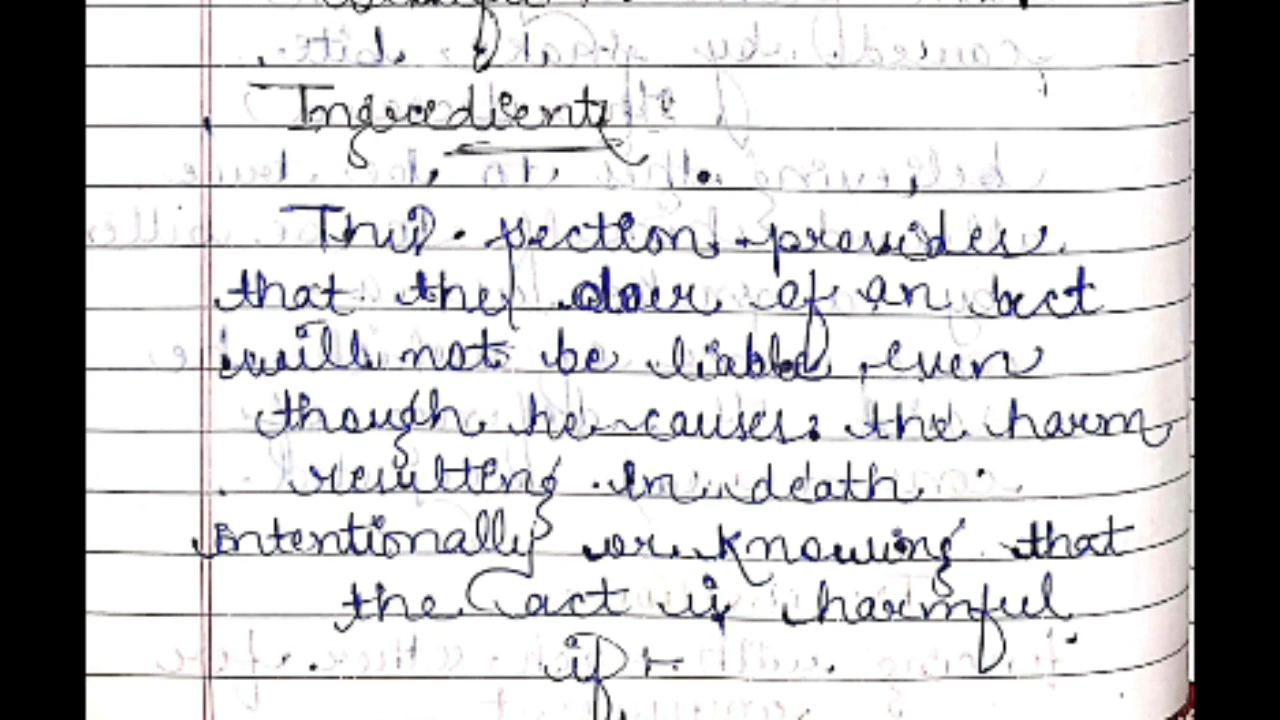 Ingredients
This section provides
that the doer of an act
will not be liable, even
though he causes the harm
resulting in death
intentionally or knowing that
the act is harmful
if